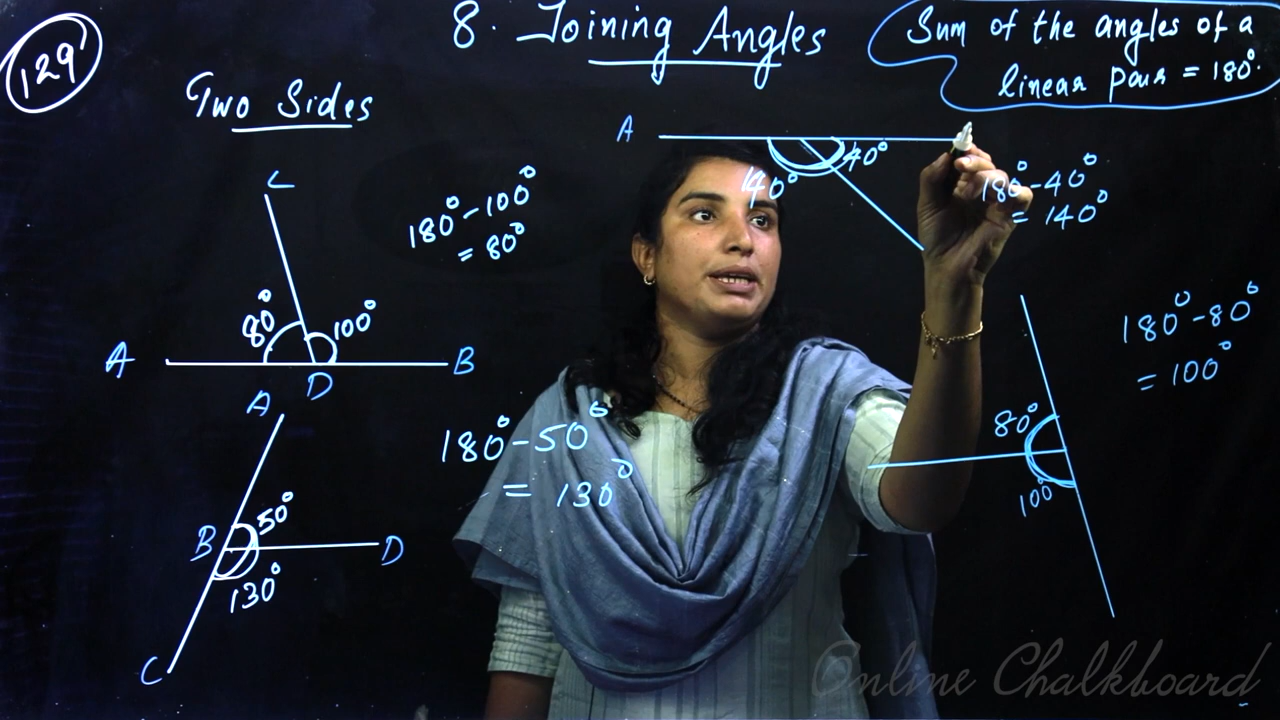 129
8. Joining Angles
Sum of the angles of a
linear pair = 180°.
Two Sides
A
40°
140°
180° - 40°
= 140°
C
180° - 100°
= 80°
80°
100°
A
D
B
180° - 80°
= 100°
80°
100°
A
180° - 50°
= 130°
50°
B
D
130°
C
Online Chalkboard